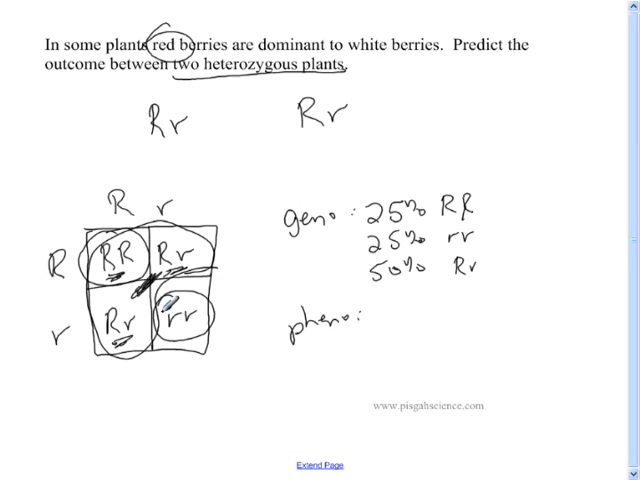 In some plants red berries are dominant to white berries. Predict the
outcome between two heterozygous plants.
Rr Rr
R r
R RR Rr
r Rr rr
geno: 25% RR
25% rr
50% Rr
pheno:
www.pisgahscience.com
Extend Page